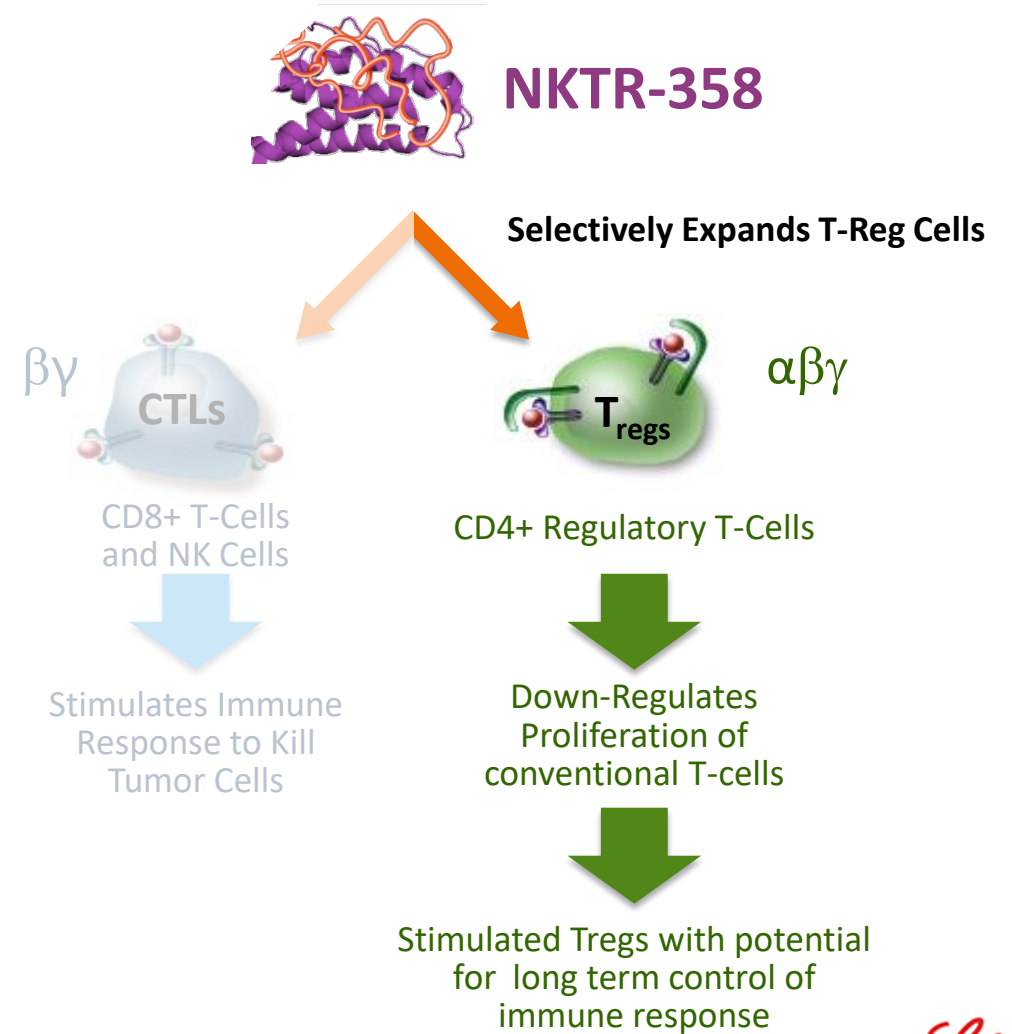 NKTR-358
Selectively Expands T-Reg Cells
βγ
CTLs
CD8+ T-Cells
and NK Cells
Stimulates Immune
Response to Kill
Tumor Cells
Tregs
αβγ
CD4+ Regulatory T-Cells
Down-Regulates
Proliferation of
conventional T-cells
Stimulated Tregs with potential
for long term control of
immune response